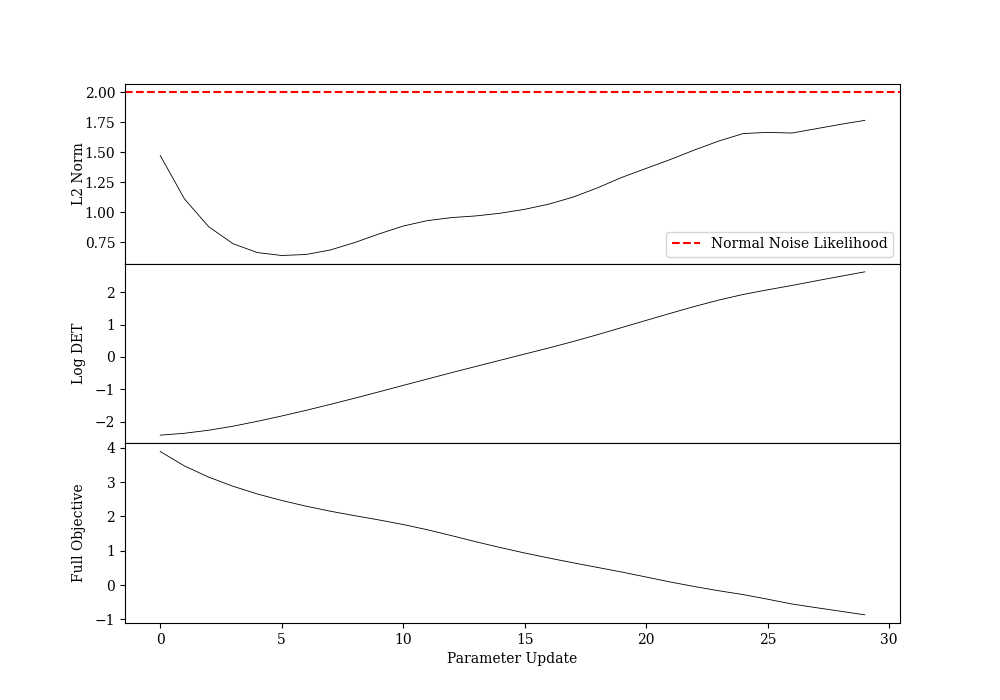 2.00
1.75
1.50
1.25
1.00
0.75
L2 Norm
Normal Noise Likelihood
2
1
0
−1
−2
Log DET
4
3
2
1
0
−1
Full Objective
0 5 10 15 20 25 30
Parameter Update